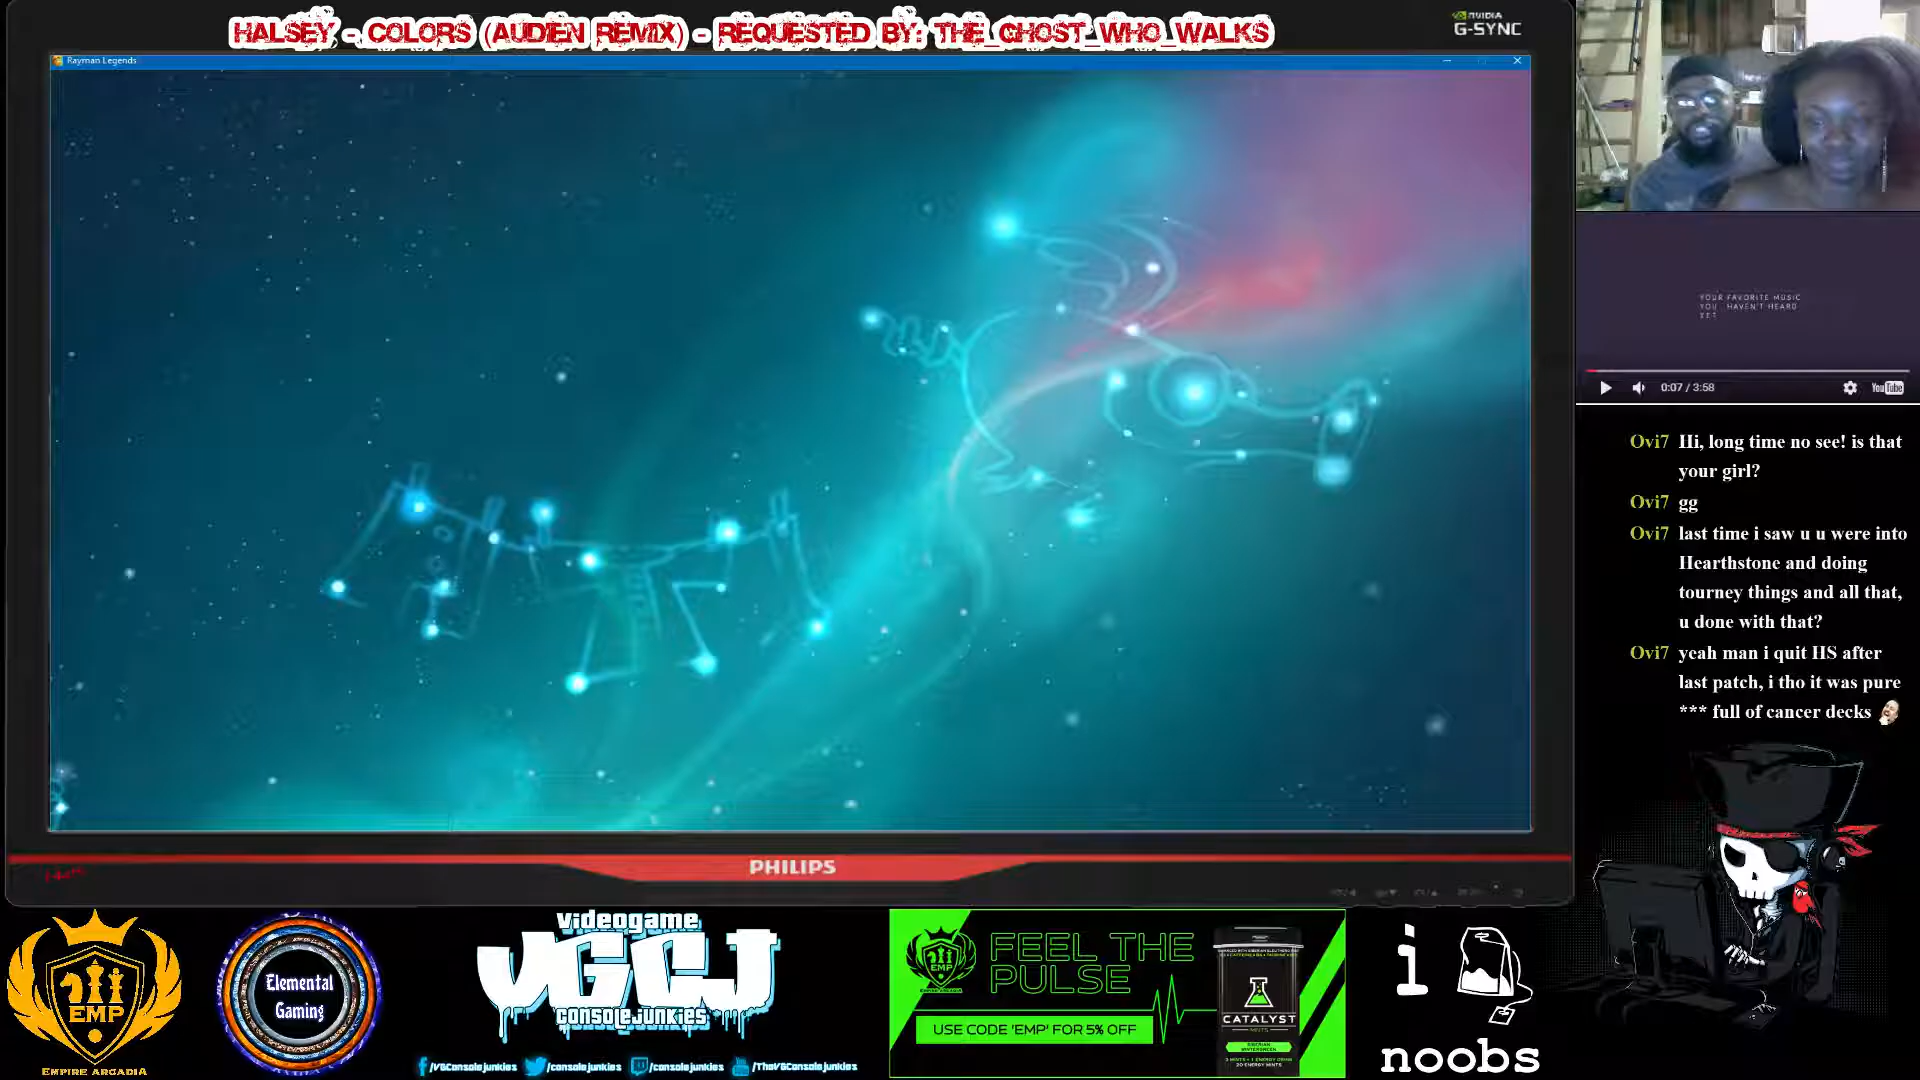 HALSEY - COLORS (AUDIEN REMIX) - REQUESTED BY: THE_GHOST_WHO_WALKS
NVIDIA
G-SYNC
Rayman Legends
YOUR FAVORITE MUSIC
YOU HAVEN'T HEARD
YET
0:07 / 3:58
YouTube
Ovi7 Hi, long time no see! is that
your girl?
Ovi7 gg
Ovi7 last time i saw u u were into
Hearthstone and doing
tourney things and all that,
u done with that?
Ovi7 yeah man i quit HS after
last patch, i tho it was pure
*** full of cancer decks
PHILIPS
EMP
EMPIRE ARCADIA
Elemental
Gaming
videogame
VGCJ
consolejunkies
/VGConsolejunkies
/consolejunkies
/consolejunkies
/TheVGConsolejunkies
EMP
EMPIRE ARCADIA
FEEL THE
PULSE
USE CODE 'EMP' FOR 5% OFF
CATALYST
MINTS
i
noobs